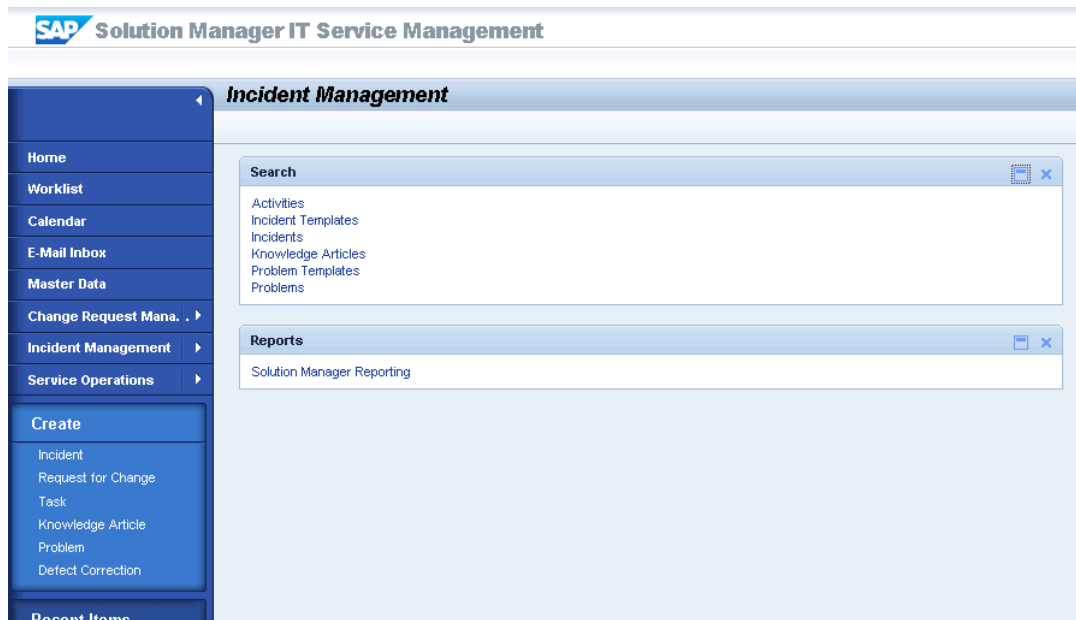 SAP Solution Manager IT Service Management
Incident Management
Home
Worklist
Calendar
E-Mail Inbox
Master Data
Change Request Mana. .
Incident Management
Service Operations
Create
Incident
Request for Change
Task
Knowledge Article
Problem
Defect Correction
Recent Items
Search
Activities
Incident Templates
Incidents
Knowledge Articles
Problem Templates
Problems
Reports
Solution Manager Reporting